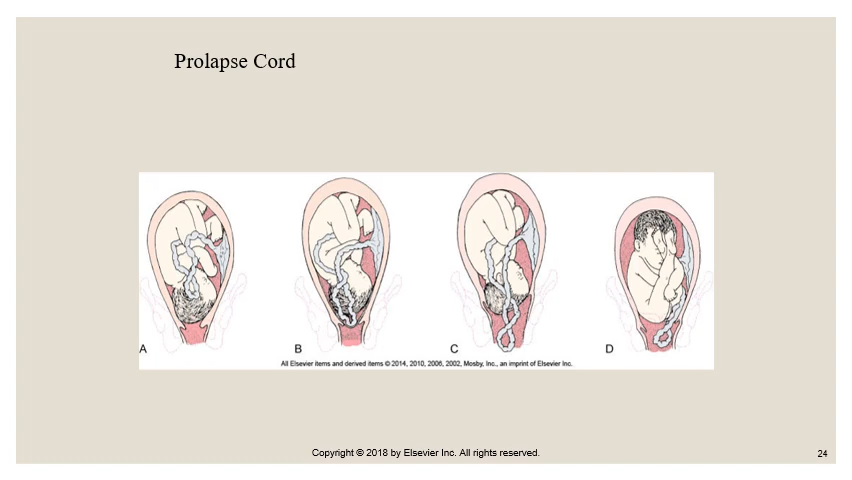 Prolapse Cord
A
B
C
D
All Elsevier items and derived items © 2014, 2010, 2006, 2002, Mosby, Inc., an imprint of Elsevier Inc.
Copyright © 2018 by Elsevier Inc. All rights reserved.
24